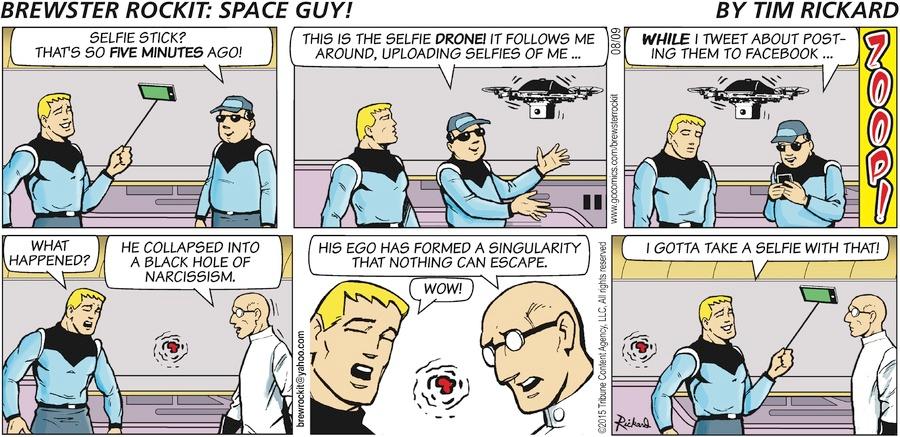 BREWSTER ROCKIT: SPACE GUY!
BY TIM RICKARD
SELFIE STICK?
THAT'S SO FIVE MINUTES AGO!
THIS IS THE SELFIE DRONE! IT FOLLOWS ME
AROUND, UPLOADING SELFIES OF ME ...
08/09
www.gocomics.com/brewsterrockit
WHILE I TWEET ABOUT POST-
ING THEM TO FACEBOOK ...
ZOOP!
WHAT
HAPPENED?
HE COLLAPSED INTO
A BLACK HOLE OF
NARCISSISM.
brewrockit@yahoo.com
HIS EGO HAS FORMED A SINGULARITY
THAT NOTHING CAN ESCAPE.
WOW!
©2015 Tribune Content Agency, LLC. All rights reserved
I GOTTA TAKE A SELFIE WITH THAT!
Rickard